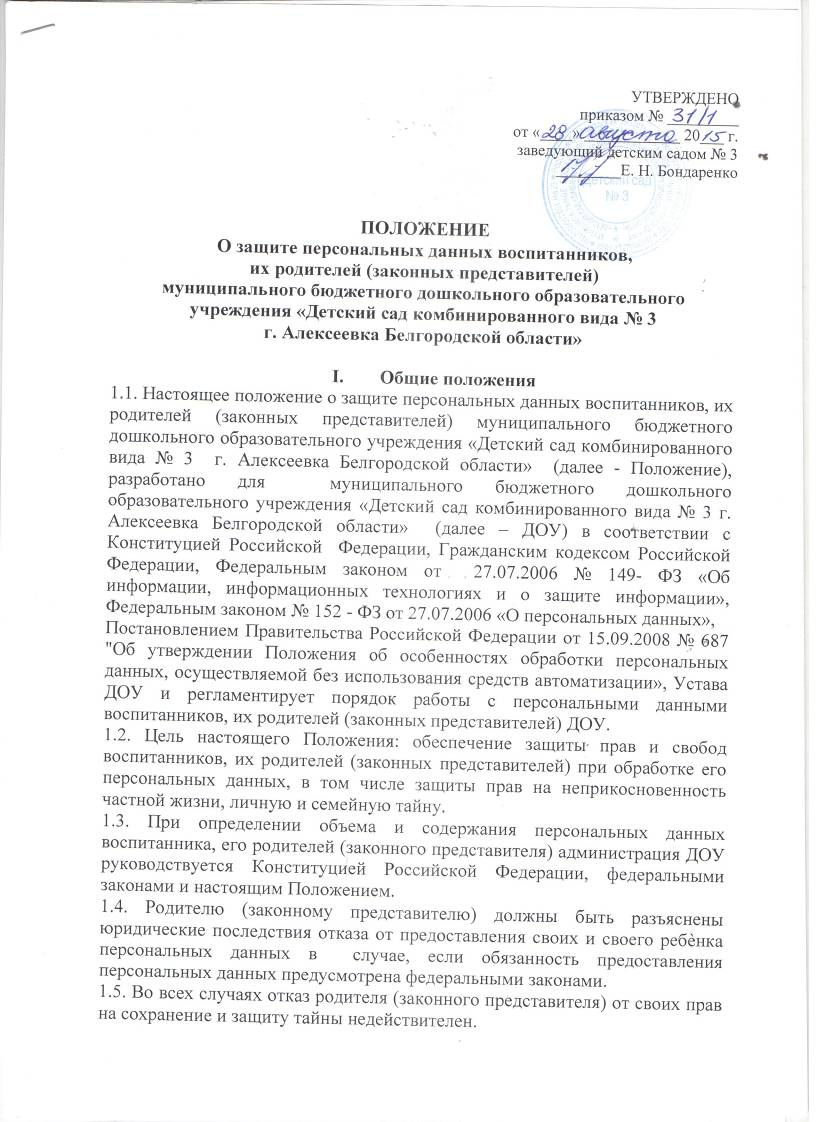 УТВЕРЖДЕНО
приказом № 31/1
от «28» августа 2015 г.
заведующий детским садом № 3
Е. Н. Бондаренко
детский сад
№ 3
ПОЛОЖЕНИЕ
О защите персональных данных воспитанников,
их родителей (законных представителей)
муниципального бюджетного дошкольного образовательного
учреждения «Детский сад комбинированного вида № 3
г. Алексеевка Белгородской области»
I. Общие положения
1.1. Настоящее положение о защите персональных данных воспитанников, их
родителей (законных представителей) муниципального бюджетного
дошкольного образовательного учреждения «Детский сад комбинированного
вида № 3 г. Алексеевка Белгородской области» (далее - Положение),
разработано для муниципального бюджетного дошкольного
образовательного учреждения «Детский сад комбинированного вида № 3 г.
Алексеевка Белгородской области» (далее – ДОУ) в соответствии с
Конституцией Российской Федерации, Гражданским кодексом Российской
Федерации, Федеральным законом от 27.07.2006 № 149- ФЗ «Об
информации, информационных технологиях и о защите информации»,
Федеральным законом № 152 - ФЗ от 27.07.2006 «О персональных данных»,
Постановлением Правительства Российской Федерации от 15.09.2008 № 687
"Об утверждении Положения об особенностях обработки персональных
данных, осуществляемой без использования средств автоматизации», Устава
ДОУ и регламентирует порядок работы с персональными данными
воспитанников, их родителей (законных представителей) ДОУ.
1.2. Цель настоящего Положения: обеспечение защиты прав и свобод
воспитанников, их родителей (законных представителей) при обработке его
персональных данных, в том числе защиты прав на неприкосновенность
частной жизни, личную и семейную тайну.
1.3. При определении объема и содержания персональных данных
воспитанника, его родителей (законного представителя) администрация ДОУ
руководствуется Конституцией Российской Федерации, федеральными
законами и настоящим Положением.
1.4. Родителю (законному представителю) должны быть разъяснены
юридические последствия отказа от предоставления своих и своего ребѐнка
персональных данных в случае, если обязанность предоставления
персональных данных предусмотрена федеральными законами.
1.5. Во всех случаях отказ родителя (законного представителя) от своих прав
на сохранение и защиту тайны недействителен.